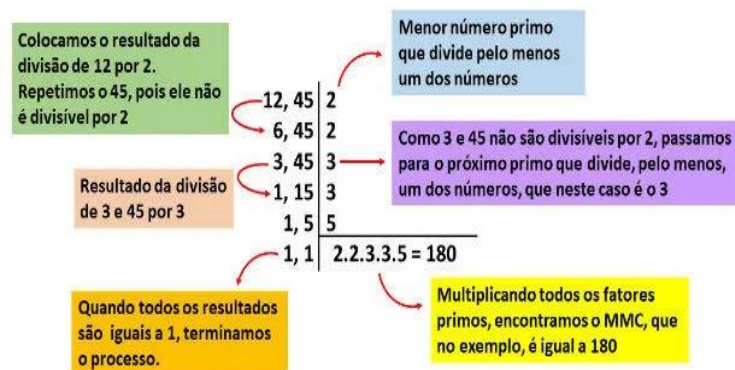 Colocamos o resultado da
divisão de 12 por 2.
Repetimos o 45, pois ele não
é divisível por 2
Menor número primo
que divide pelo menos
um dos números
12, 45 2
6, 45 2
3, 45 3
1, 15 3
1, 5 5
1, 1 2.2.3.3.5 = 180
Como 3 e 45 não são divisíveis por 2, passamos
para o próximo primo que divide, pelo menos,
um dos números, que neste caso é o 3
Resultado da divisão
de 3 e 45 por 3
Quando todos os resultados
são iguais a 1, terminamos
o processo.
Multiplicando todos os fatores
primos, encontramos o MMC, que
no exemplo, é igual a 180